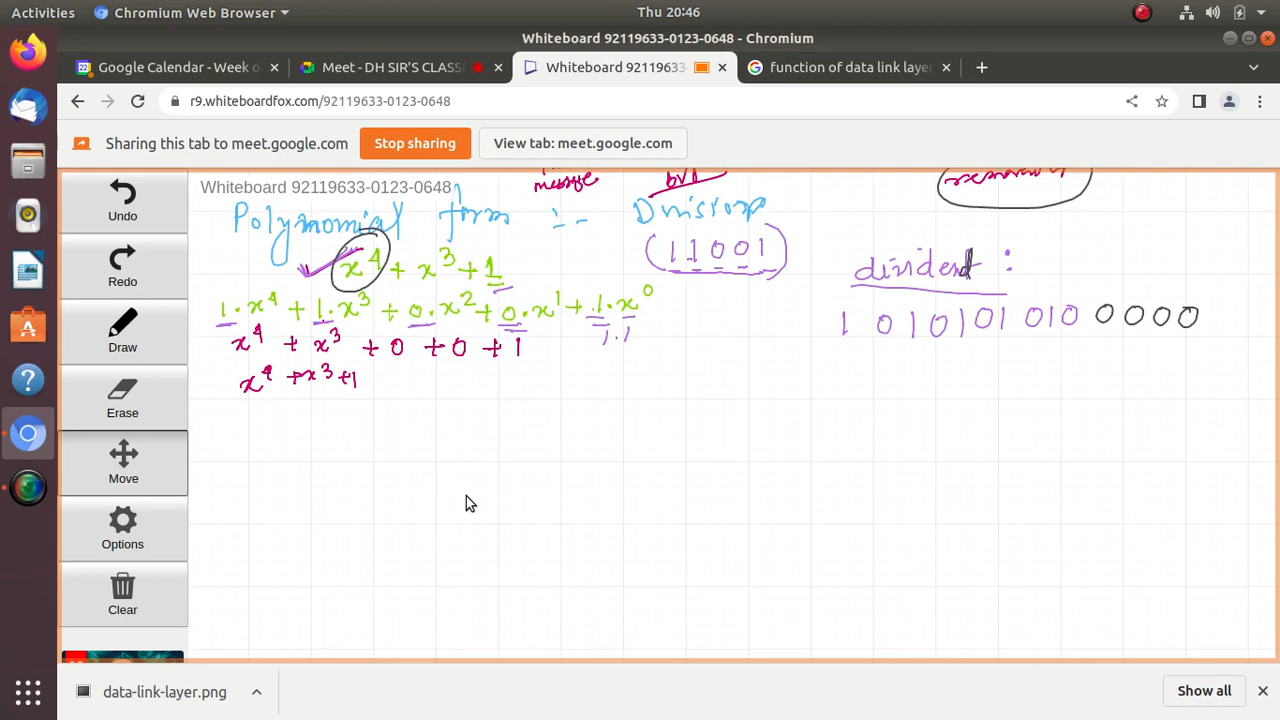 Activities Chromium Web Browser Thu 20:46
Whiteboard 92119633-0123-0648 - Chromium
Google Calendar - Week o Meet - DH SIR'S CLASS Whiteboard 92119633- function of data link laye
r9.whiteboardfox.com/92119633-0123-0648
Sharing this tab to meet.google.com Stop sharing View tab: meet.google.com
Whiteboard 92119633-0123-0648
message
Polynomial form :- Divisor
(11001)
x⁴ + x³ + 1
divident :
1·x⁴ + 1·x³ + 0·x² + 0·x¹ + 1·x⁰
1 0 1 0 1 0 1 0 1 0 0 0 0 0
x⁴ + x³ + 0 + 0 + 1
1.1
x⁴ + x³ + 1
Undo
Redo
Draw
Erase
Move
Options
Clear
data-link-layer.png Show all